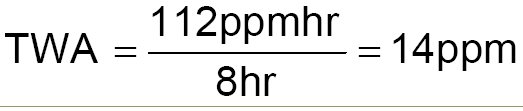 TWA = 112ppmhr / 8hr = 14ppm